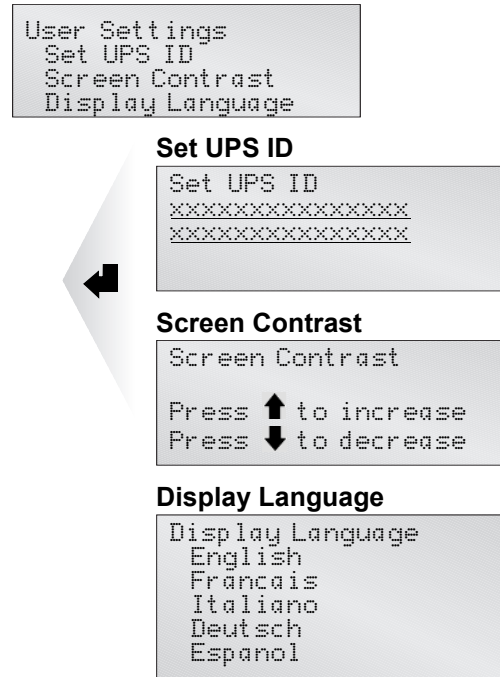 User Settings
Set UPS ID
Screen Contrast
Display Language
Set UPS ID
Set UPS ID
xxxxxxxxxxxxxxx
xxxxxxxxxxxxxxx
Screen Contrast
Screen Contrast
Press ⬆ to increase
Press ⬇ to decrease
Display Language
Display Language
English
Francais
Italiano
Deutsch
Espanol